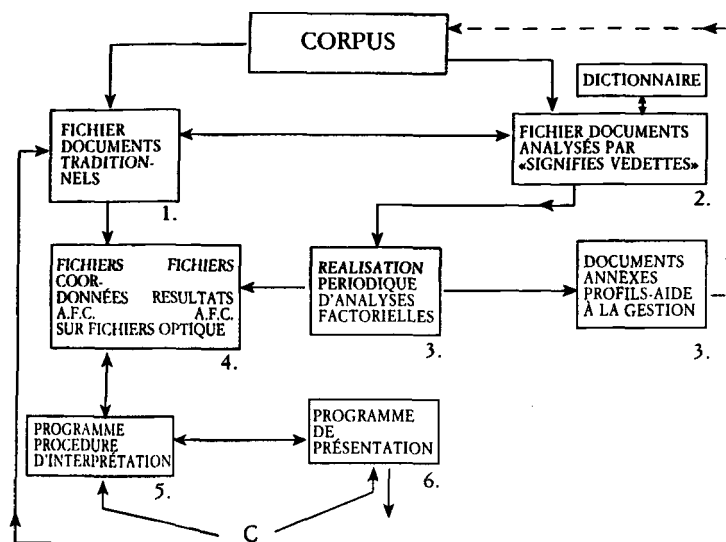 CORPUS
DICTIONNAIRE
FICHIER
DOCUMENTS
TRADITION-
NELS
1.
FICHIER DOCUMENTS
ANALYSÉS PAR
«SIGNIFIES VEDETTES»
2.
FICHIERS FICHIERS
COOR-
DONNÉES RESULTATS
A.F.C. A.F.C.
SUR FICHIERS OPTIQUE
4.
REALISATION
PERIODIQUE
D'ANALYSES
FACTORIELLES
3.
DOCUMENTS
ANNEXES
PROFILS-AIDE
À LA GESTION
3.
PROGRAMME
PROCEDURE
D'INTERPRÉTATION
5.
PROGRAMME
DE
PRÉSENTATION
6.
C